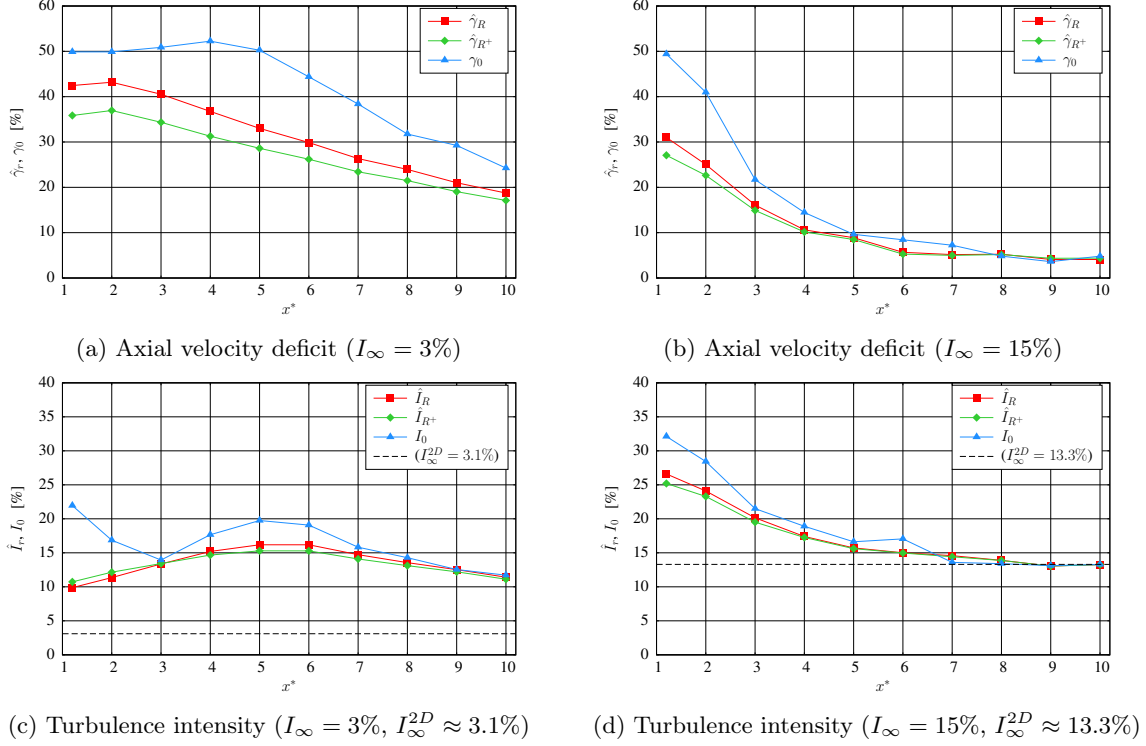 60
50
40
30
20
10
0
1 2 3 4 5 6 7 8 9 10
x*
γ̂_r, γ_0 [%]
γ̂_R
γ̂_{R+}
γ_0
(a) Axial velocity deficit (I_∞ = 3%)
60
50
40
30
20
10
0
1 2 3 4 5 6 7 8 9 10
x*
γ̂_r, γ_0 [%]
γ̂_R
γ̂_{R+}
γ_0
(b) Axial velocity deficit (I_∞ = 15%)
40
35
30
25
20
15
10
5
0
1 2 3 4 5 6 7 8 9 10
x*
Î_r, I_0 [%]
Î_R
Î_{R+}
I_0
(I_∞^{2D} = 3.1%)
(c) Turbulence intensity (I_∞ = 3%, I_∞^{2D} ≈ 3.1%)
40
35
30
25
20
15
10
5
0
1 2 3 4 5 6 7 8 9 10
x*
Î_r, I_0 [%]
Î_R
Î_{R+}
I_0
(I_∞^{2D} = 13.3%)
(d) Turbulence intensity (I_∞ = 15%, I_∞^{2D} ≈ 13.3%)